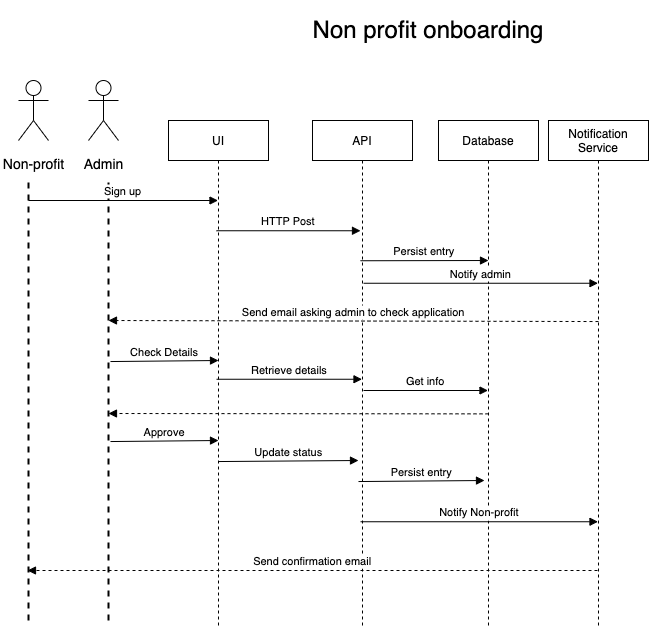 Non profit onboarding
Non-profit
Admin
UI
API
Database
Notification
Service
Sign up
HTTP Post
Persist entry
Notify admin
Send email asking admin to check application
Check Details
Retrieve details
Get info
Approve
Update status
Persist entry
Notify Non-profit
Send confirmation email